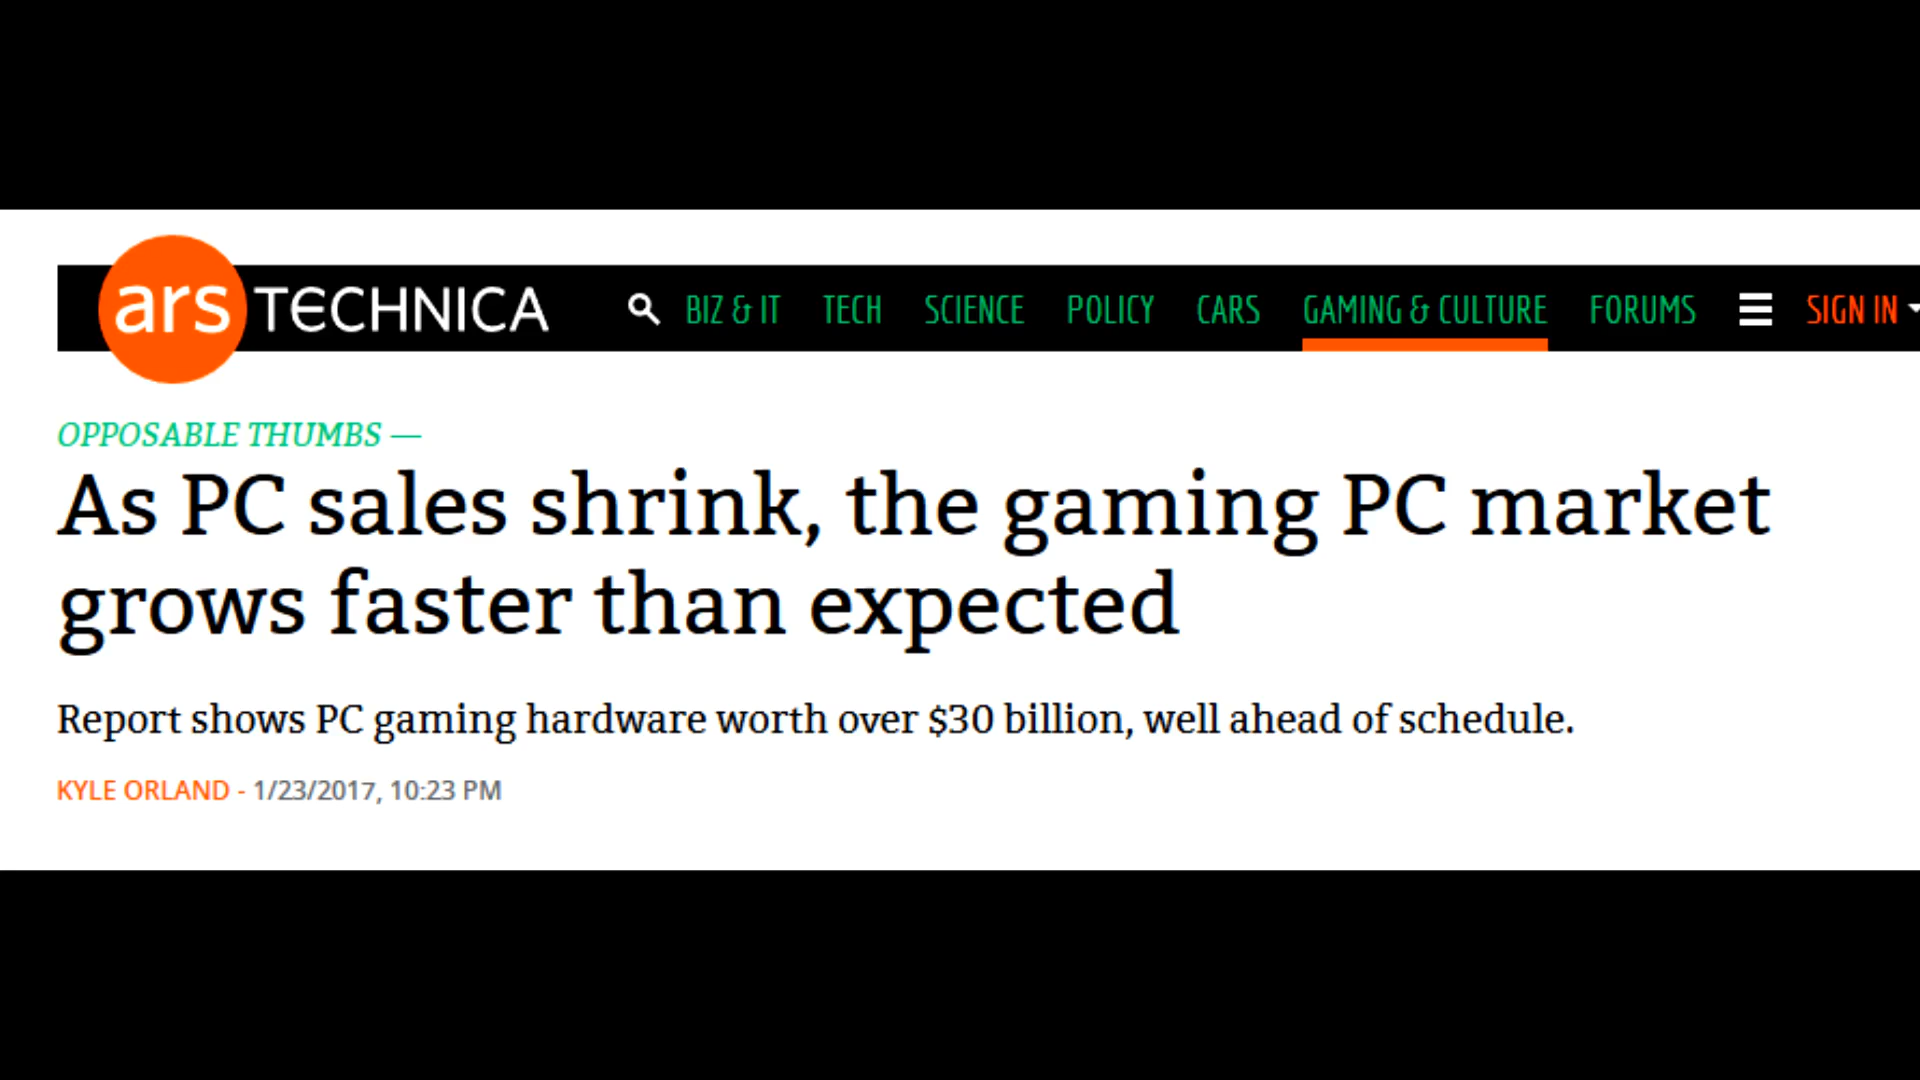 ars TECHNICA BIZ & IT TECH SCIENCE POLICY CARS GAMING & CULTURE FORUMS SIGN IN
OPPOSABLE THUMBS —
As PC sales shrink, the gaming PC market
grows faster than expected
Report shows PC gaming hardware worth over $30 billion, well ahead of schedule.
KYLE ORLAND - 1/23/2017, 10:23 PM